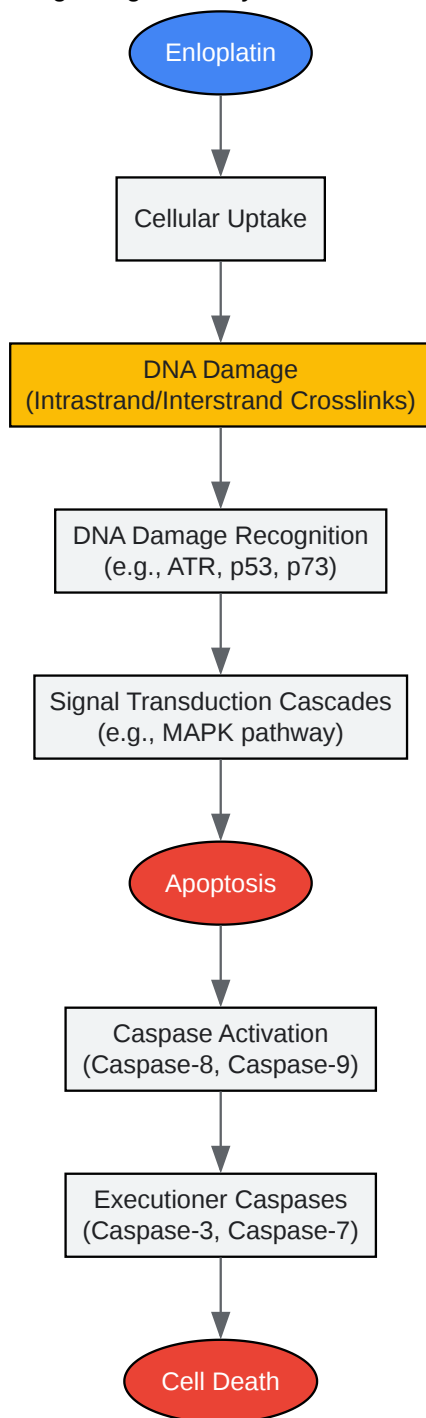 Enloplatin
Cellular Uptake
DNA Damage
(Intrastrand/Interstrand Crosslinks)
DNA Damage Recognition
(e.g., ATR, p53, p73)
Signal Transduction Cascades
(e.g., MAPK pathway)
Apoptosis
Caspase Activation
(Caspase-8, Caspase-9)
Executioner Caspases
(Caspase-3, Caspase-7)
Cell Death